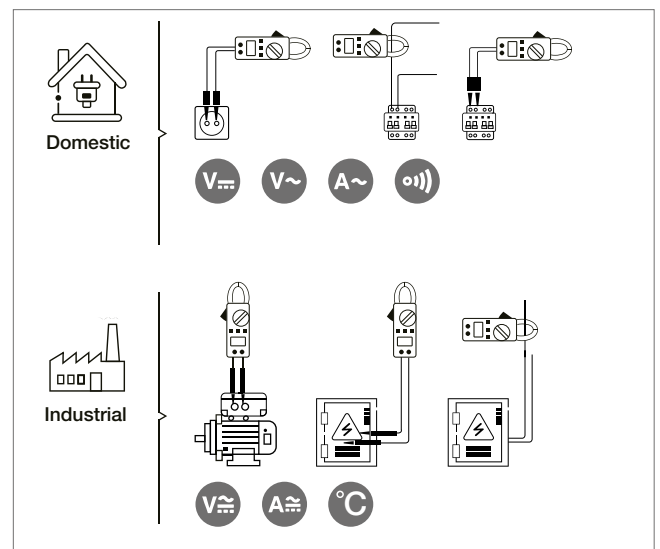 Domestic
V⎓
V~
A~
Industrial
V≂
A≂
°C